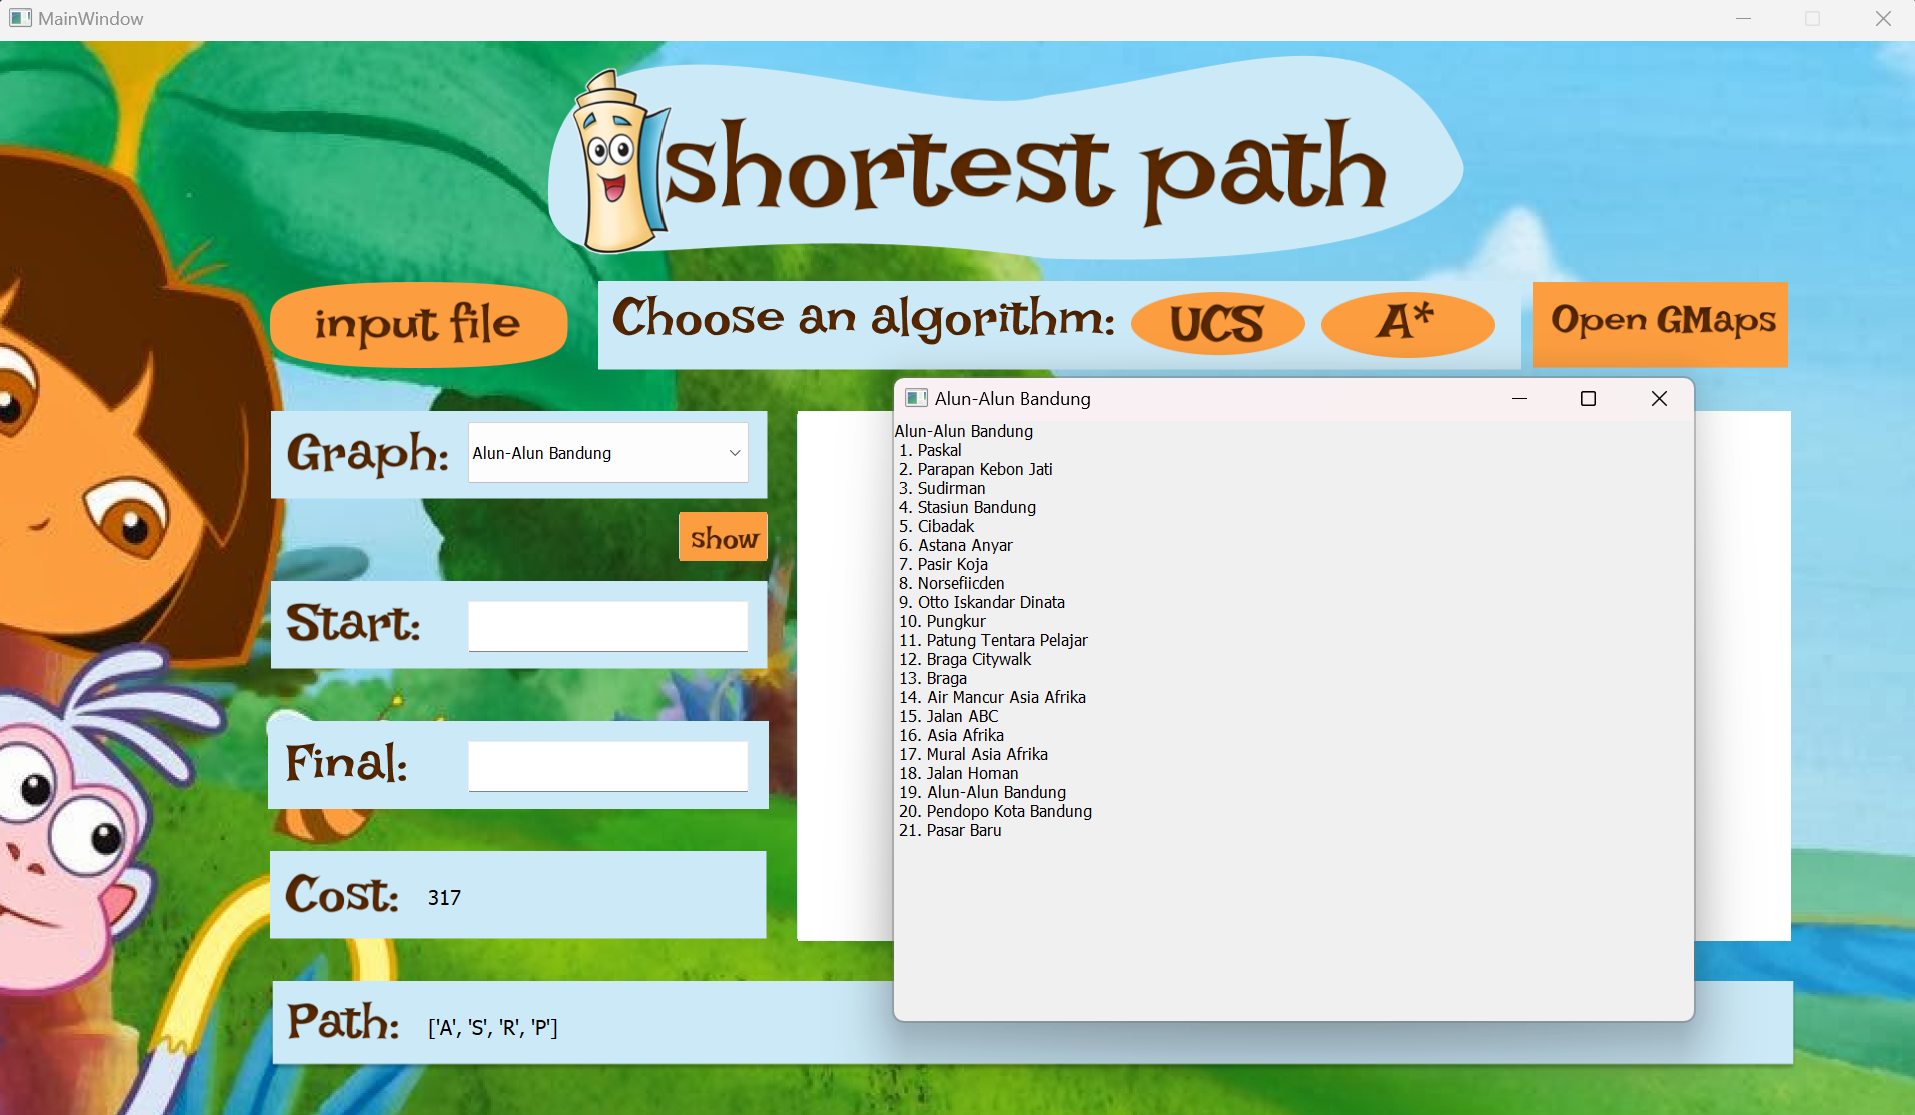 MainWindow
shortest path
input file
Choose an algorithm:
UCS
A*
Open GMaps
Graph:
Alun-Alun Bandung
show
Start:
Final:
Cost:
317
Path:
['A', 'S', 'R', 'P']
Alun-Alun Bandung
Alun-Alun Bandung
1. Paskal
2. Parapan Kebon Jati
3. Sudirman
4. Stasiun Bandung
5. Cibadak
6. Astana Anyar
7. Pasir Koja
8. Norsefiicden
9. Otto Iskandar Dinata
10. Pungkur
11. Patung Tentara Pelajar
12. Braga Citywalk
13. Braga
14. Air Mancur Asia Afrika
15. Jalan ABC
16. Asia Afrika
17. Mural Asia Afrika
18. Jalan Homan
19. Alun-Alun Bandung
20. Pendopo Kota Bandung
21. Pasar Baru